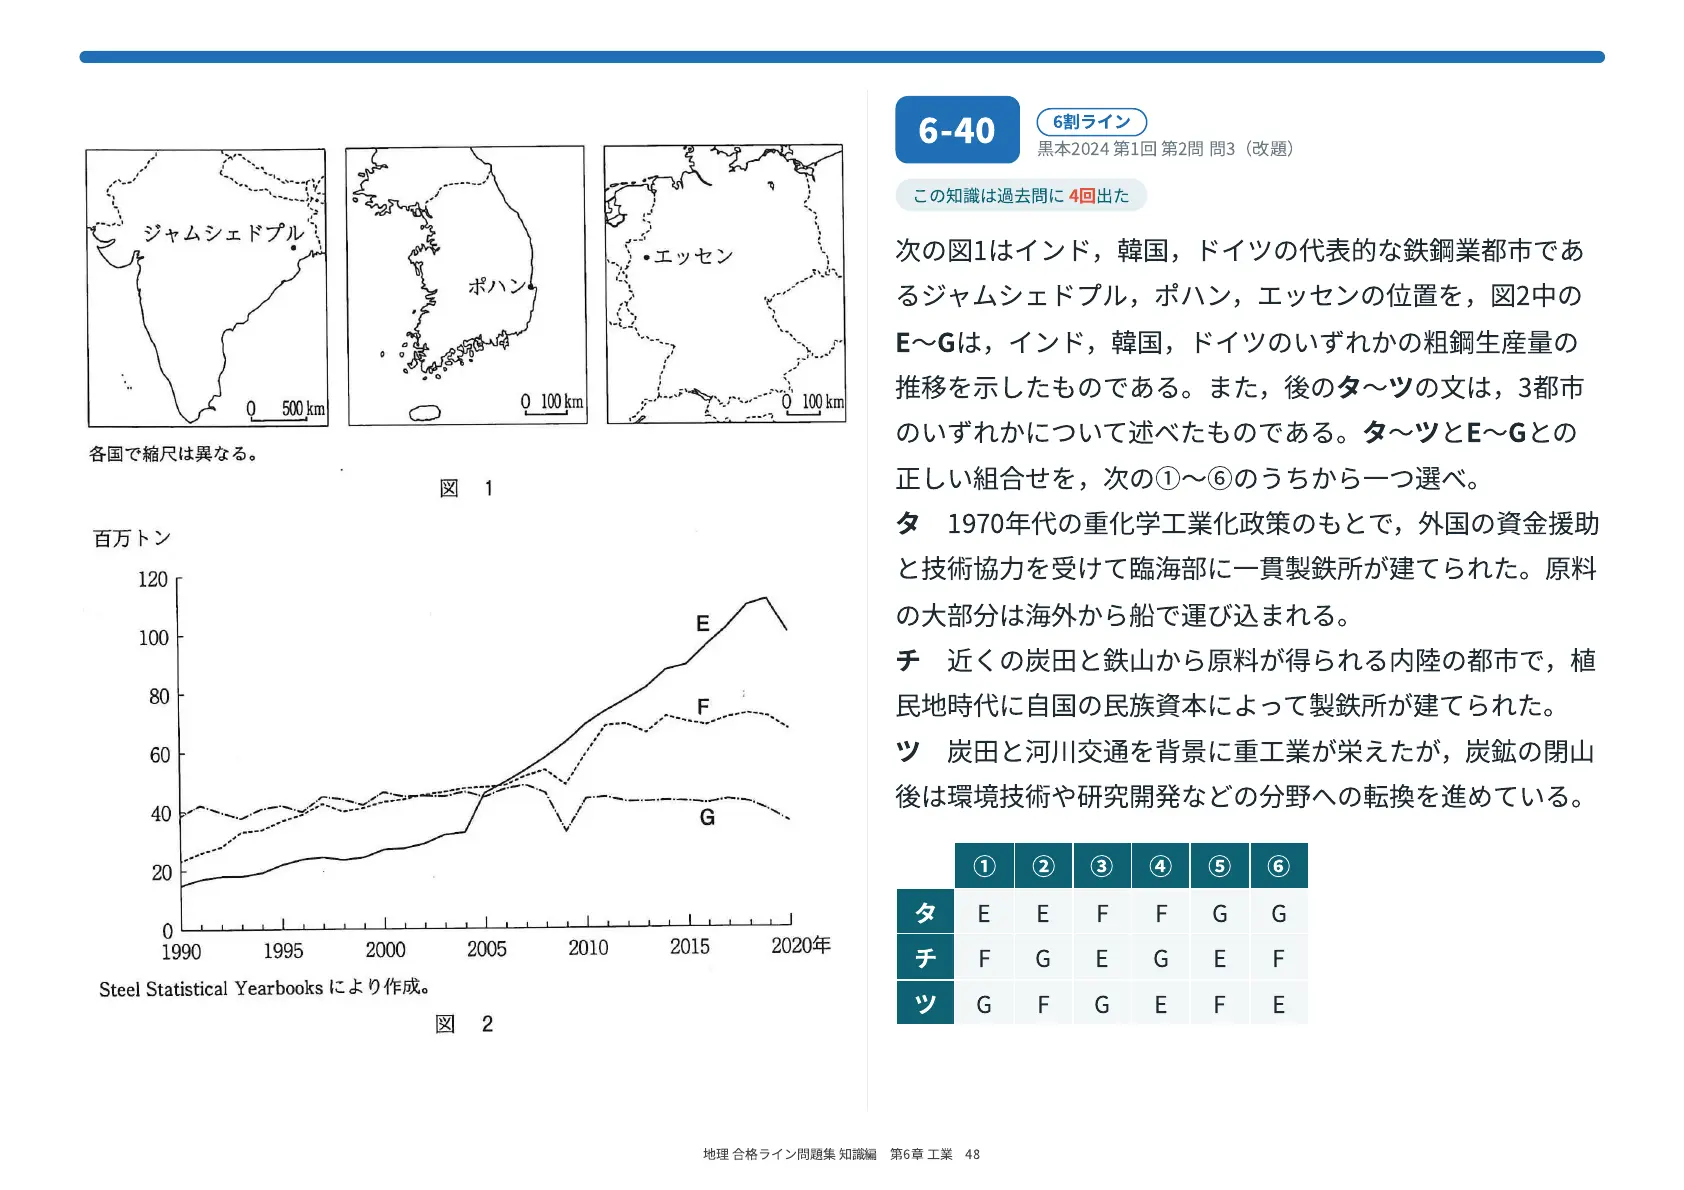 ジャムシェドプル
0 500 km
ポハン
0 100 km
エッセン
0 100 km
各国で縮尺は異なる。
図 1
百万トン
120
100
80
60
40
20
0
E
F
G
1990 1995 2000 2005 2010 2015 2020年
Steel Statistical Yearbooks により作成。
図 2
6-40
6割ライン
黒本2024 第1回 第2問 問3（改題）
この知識は過去問に 4回出た
次の図1はインド，韓国，ドイツの代表的な鉄鋼業都市であ
るジャムシェドプル，ポハン，エッセンの位置を，図2中の
E～Gは，インド，韓国，ドイツのいずれかの粗鋼生産量の
推移を示したものである。また，後のタ～ツの文は，3都市
のいずれかについて述べたものである。タ～ツとE～Gとの
正しい組合せを，次の①～⑥のうちから一つ選べ。
タ　1970年代の重化学工業化政策のもとで，外国の資金援助
と技術協力を受けて臨海部に一貫製鉄所が建てられた。原料
の大部分は海外から船で運び込まれる。
チ　近くの炭田と鉄山から原料が得られる内陸の都市で，植
民地時代に自国の民族資本によって製鉄所が建てられた。
ツ　炭田と河川交通を背景に重工業が栄えたが，炭鉱の閉山
後は環境技術や研究開発などの分野への転換を進めている。
① ② ③ ④ ⑤ ⑥
タ E E F F G G
チ F G E G E F
ツ G F G E F E
地理 合格ライン問題集 知識編　第6章 工業　48